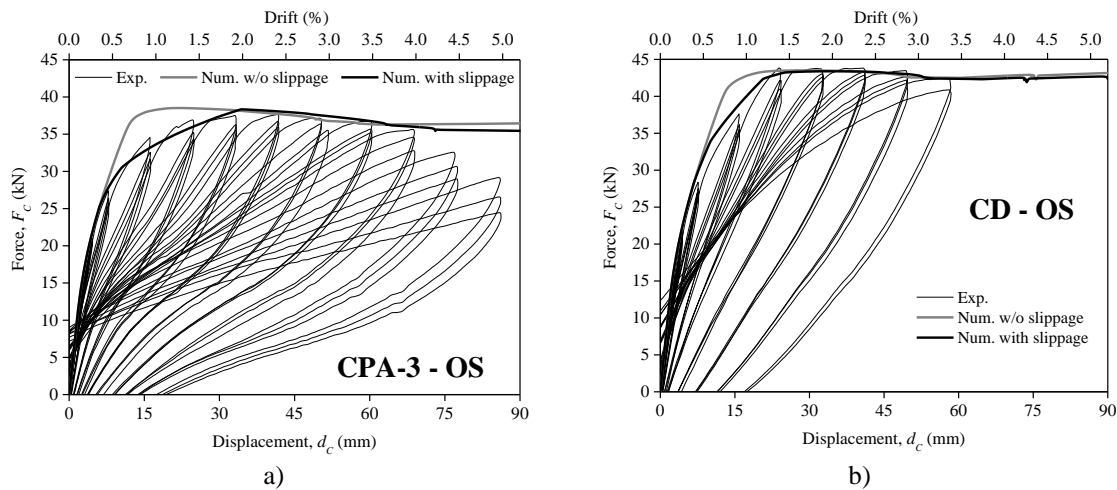 Drift (%)
0.0 0.5 1.0 1.5 2.0 2.5 3.0 3.5 4.0 4.5 5.0
45
40
35
30
25
20
15
10
5
0
Force, F_C (kN)
Exp. Num. w/o slippage Num. with slippage
CPA-3 - OS
0 15 30 45 60 75 90
Displacement, d_C (mm)
a)
Drift (%)
0.0 0.5 1.0 1.5 2.0 2.5 3.0 3.5 4.0 4.5 5.0
45
40
35
30
25
20
15
10
5
0
Force, F_C (kN)
CD - OS
Exp.
Num. w/o slippage
Num. with slippage
0 15 30 45 60 75 90
Displacement, d_C (mm)
b)